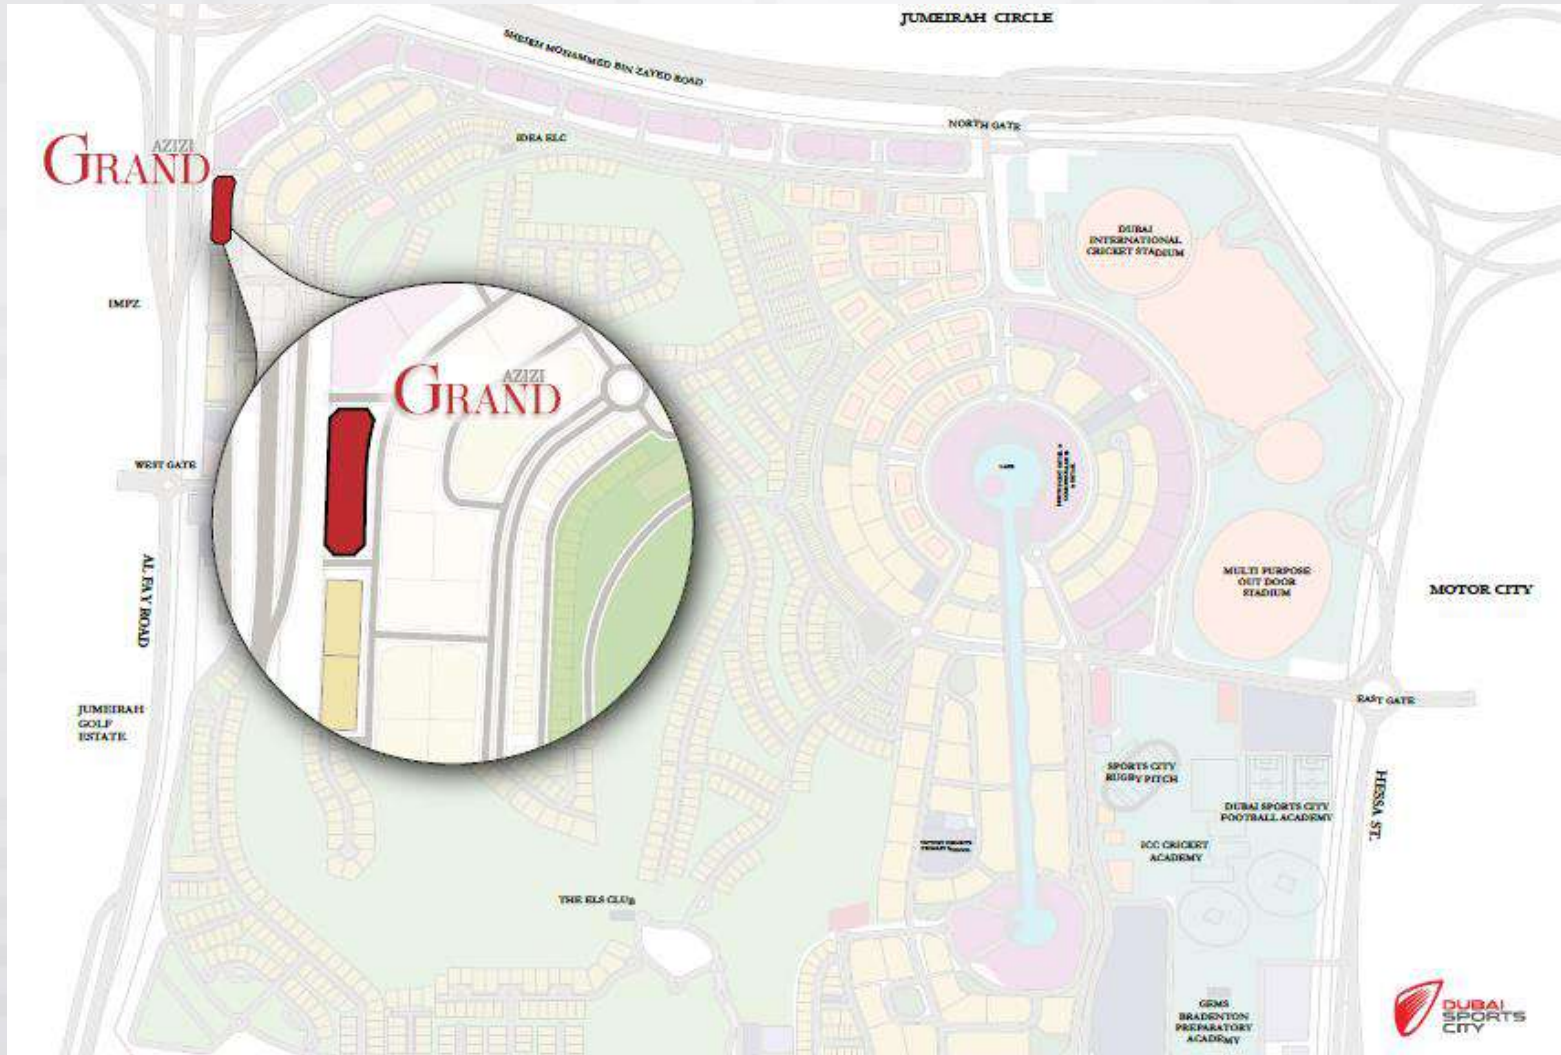 JUMEIRAH CIRCLE
SHEIKH MOHAMMED BIN ZAYED ROAD
NORTH GATE
IDEA ELC
AZIZI
GRAND
DUBAI
INTERNATIONAL
CRICKET STADIUM
IMPZ
AZIZI
GRAND
WEST GATE
LAKE
AL FAY ROAD
MULTI PURPOSE
OUT DOOR
STADIUM
MOTOR CITY
JUMEIRAH
GOLF
ESTATE
EAST GATE
SPORTS CITY
RUGBY PITCH
HESSA ST.
DUBAI SPORTS CITY
FOOTBALL ACADEMY
ICC CRICKET
ACADEMY
THE ELS CLUB
GEMS
BRADENTON
PREPARATORY
ACADEMY
DUBAI
SPORTS
CITY